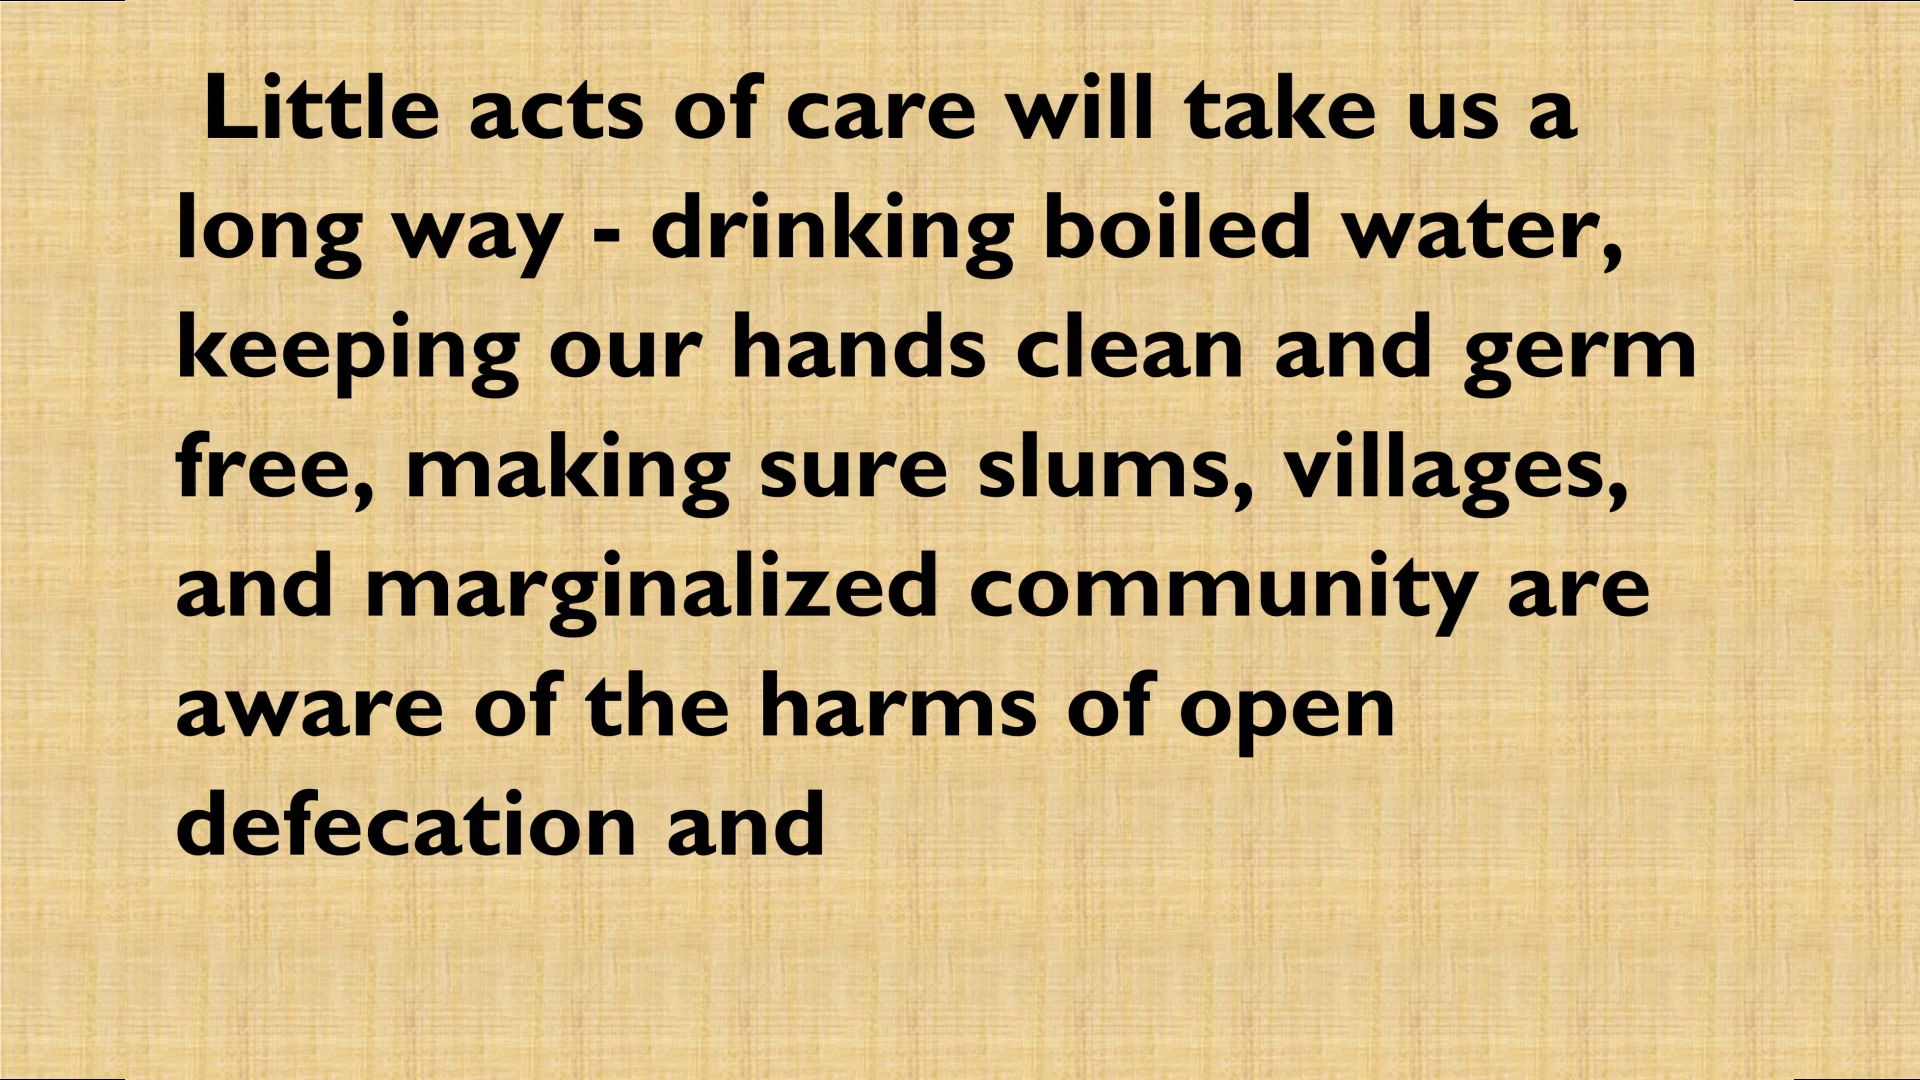 Little acts of care will take us a
long way - drinking boiled water,
keeping our hands clean and germ
free, making sure slums, villages,
and marginalized community are
aware of the harms of open
defecation and